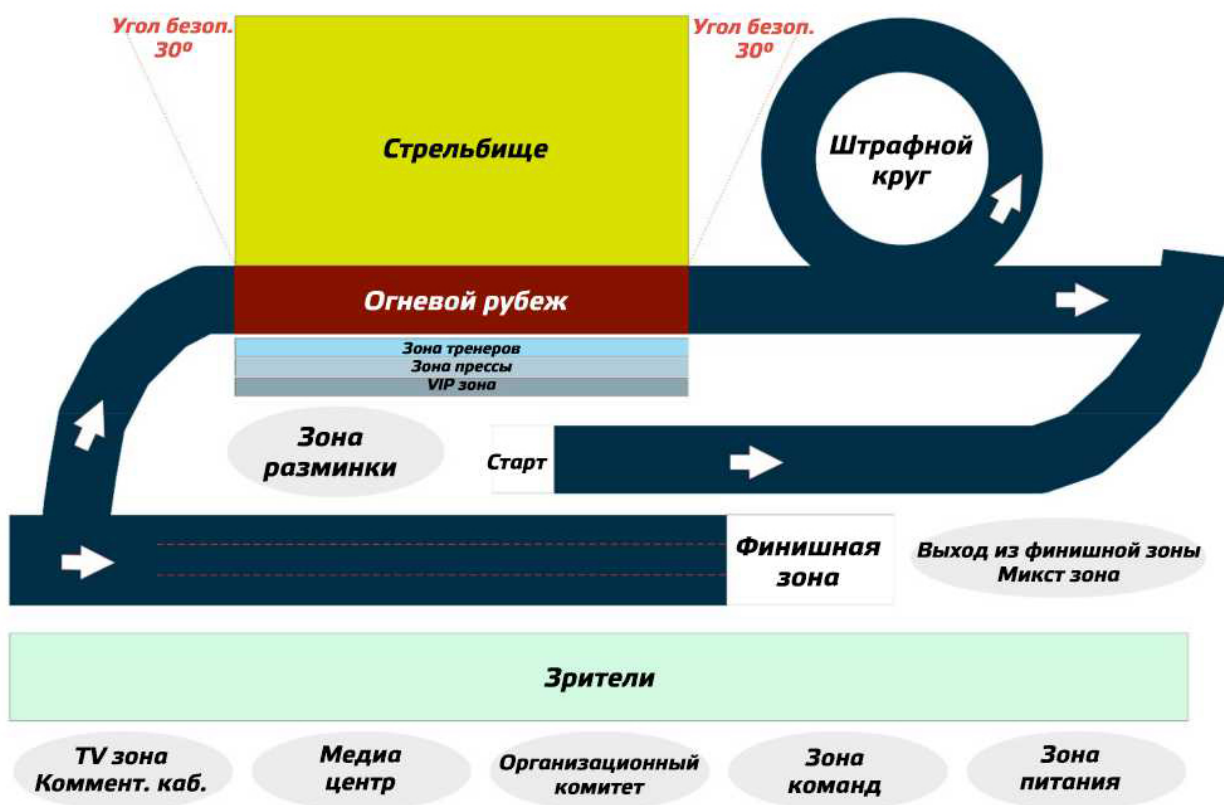 Угол безоп.
30º
Угол безоп.
30º
Стрельбище
Штрафной
круг
Огневой рубеж
Зона тренеров
Зона прессы
VIP зона
Зона
разминки
Старт
Финишная
зона
Выход из финишной зоны
Микст зона
Зрители
TV зона
Коммент. каб.
Медиа
центр
Организационный
комитет
Зона
команд
Зона
питания